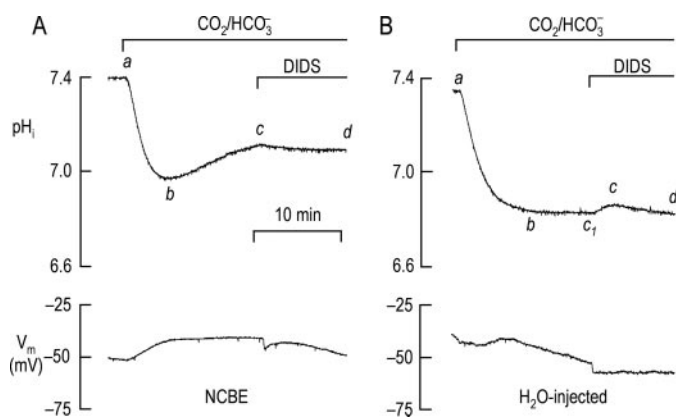 A
CO₂/HCO₃⁻
DIDS
a
7.4
pHᵢ
7.0
6.6
b
c
d
10 min
−25
Vₘ
(mV)
−50
−75
NCBE
B
CO₂/HCO₃⁻
DIDS
a
7.4
7.0
6.6
b
c₁
c
d
−25
−50
−75
H₂O-injected